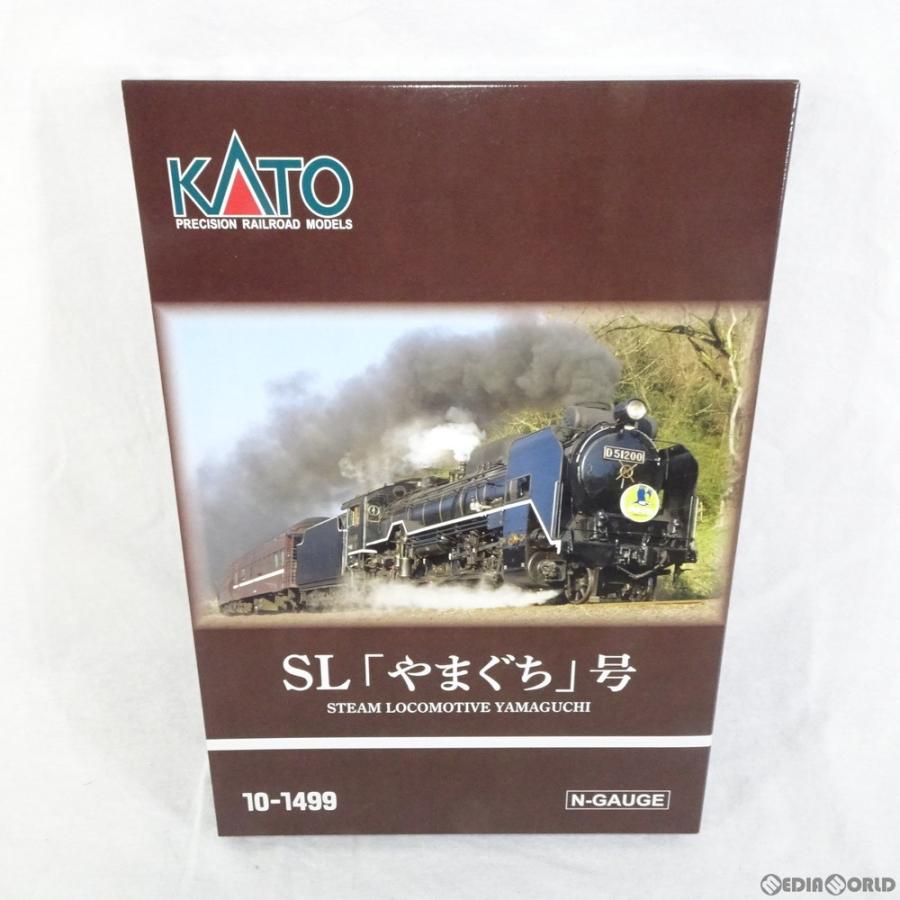 KATO
PRECISION RAILROAD MODELS
D51200
SL「やまぐち」号
STEAM LOCOMOTIVE YAMAGUCHI
10-1499
N-GAUGE
MEDIAWORLD